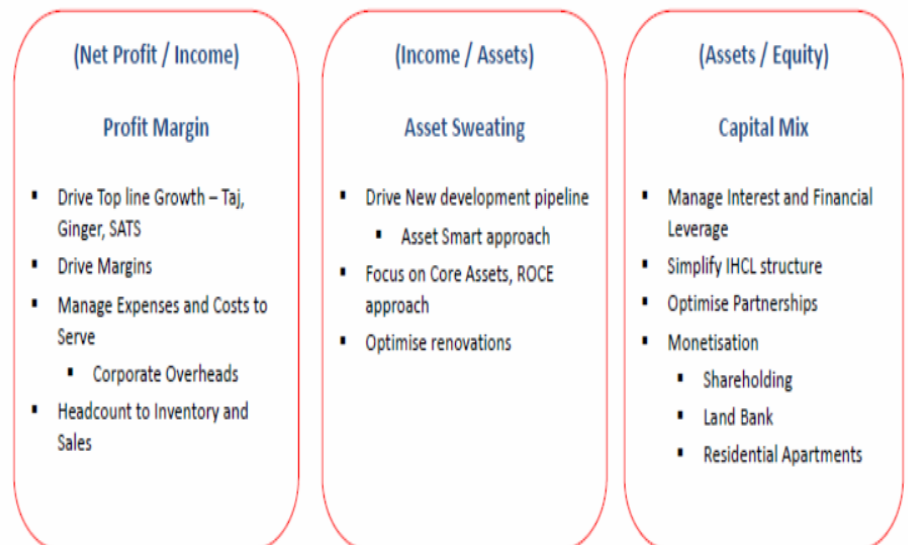 (Net Profit / Income)
Profit Margin
▪ Drive Top line Growth – Taj,
Ginger, SATS
▪ Drive Margins
▪ Manage Expenses and Costs to
Serve
▪ Corporate Overheads
▪ Headcount to Inventory and
Sales
(Income / Assets)
Asset Sweating
▪ Drive New development pipeline
▪ Asset Smart approach
▪ Focus on Core Assets, ROCE
approach
▪ Optimise renovations
(Assets / Equity)
Capital Mix
▪ Manage Interest and Financial
Leverage
▪ Simplify IHCL structure
▪ Optimise Partnerships
▪ Monetisation
▪ Shareholding
▪ Land Bank
▪ Residential Apartments